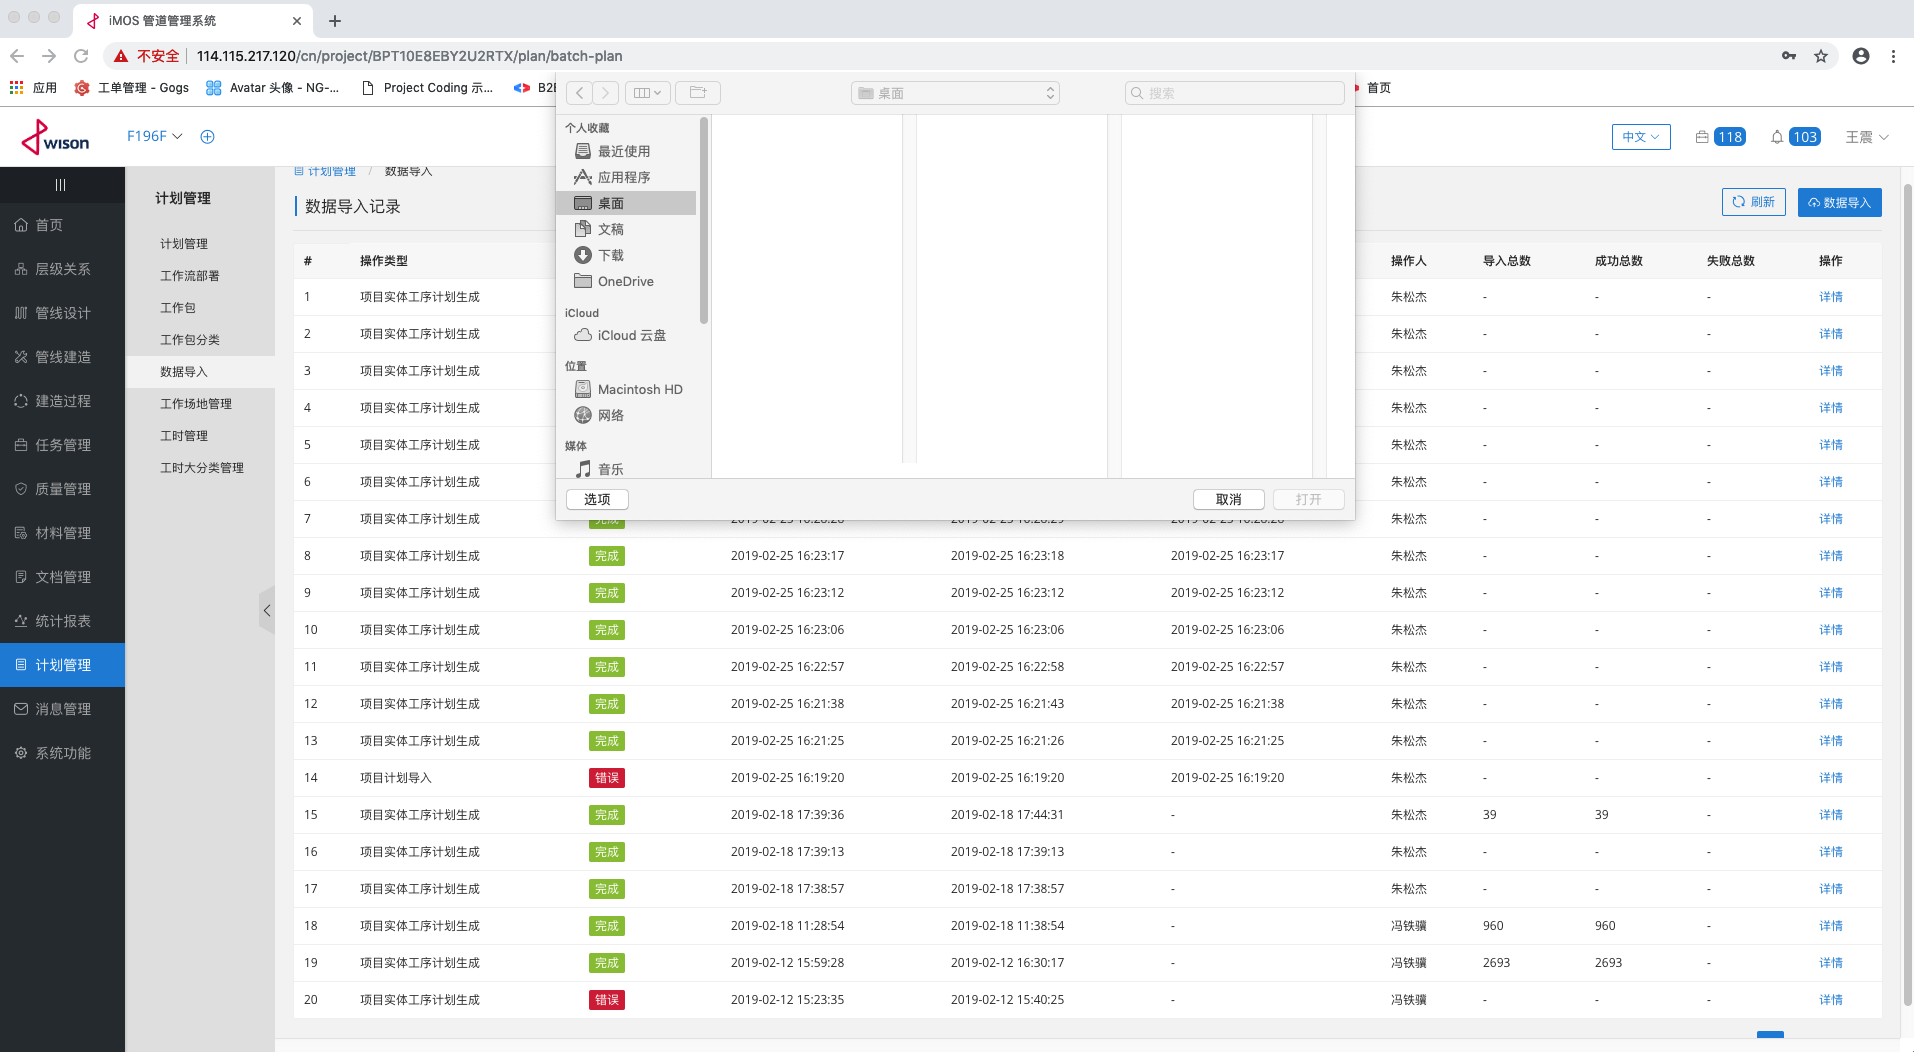 iMOS 管道管理系统
不安全 114.115.217.120/cn/project/BPT10E8EBY2U2RTX/plan/batch-plan
应用 工单管理 - Gogs Avatar 头像 - NG-... Project Coding 示... B2B 首页
桌面 搜索
wison F196F 中文 118 103 王震
个人收藏
最近使用
应用程序
桌面
文稿
下载
OneDrive
iCloud
iCloud 云盘
位置
Macintosh HD
网络
媒体
音乐
选项 取消 打开
首页
层级关系
管线设计
管线建造
建造过程
任务管理
质量管理
材料管理
文档管理
统计报表
计划管理
消息管理
系统功能
计划管理
计划管理
工作流部署
工作包
工作包分类
数据导入
工作场地管理
工时管理
工时大分类管理
计划管理 / 数据导入
数据导入记录 刷新 数据导入
# 操作类型 操作人 导入总数 成功总数 失败总数 操作
1 项目实体工序计划生成 朱松杰 - - - 详情
2 项目实体工序计划生成 朱松杰 - - - 详情
3 项目实体工序计划生成 朱松杰 - - - 详情
4 项目实体工序计划生成 朱松杰 - - - 详情
5 项目实体工序计划生成 朱松杰 - - - 详情
6 项目实体工序计划生成 朱松杰 - - - 详情
7 项目实体工序计划生成 完成 朱松杰 - - - 详情
8 项目实体工序计划生成 完成 2019-02-25 16:23:17 2019-02-25 16:23:18 2019-02-25 16:23:17 朱松杰 - - - 详情
9 项目实体工序计划生成 完成 2019-02-25 16:23:12 2019-02-25 16:23:12 2019-02-25 16:23:12 朱松杰 - - - 详情
10 项目实体工序计划生成 完成 2019-02-25 16:23:06 2019-02-25 16:23:06 2019-02-25 16:23:06 朱松杰 - - - 详情
11 项目实体工序计划生成 完成 2019-02-25 16:22:57 2019-02-25 16:22:58 2019-02-25 16:22:57 朱松杰 - - - 详情
12 项目实体工序计划生成 完成 2019-02-25 16:21:38 2019-02-25 16:21:43 2019-02-25 16:21:38 朱松杰 - - - 详情
13 项目实体工序计划生成 完成 2019-02-25 16:21:25 2019-02-25 16:21:26 2019-02-25 16:21:25 朱松杰 - - - 详情
14 项目计划导入 错误 2019-02-25 16:19:20 2019-02-25 16:19:20 2019-02-25 16:19:20 朱松杰 - - - 详情
15 项目实体工序计划生成 完成 2019-02-18 17:39:36 2019-02-18 17:44:31 - 朱松杰 39 39 - 详情
16 项目实体工序计划生成 完成 2019-02-18 17:39:13 2019-02-18 17:39:13 - 朱松杰 - - - 详情
17 项目实体工序计划生成 完成 2019-02-18 17:38:57 2019-02-18 17:38:57 - 朱松杰 - - - 详情
18 项目实体工序计划生成 完成 2019-02-18 11:28:54 2019-02-18 11:38:54 - 冯铁骥 960 960 - 详情
19 项目实体工序计划生成 完成 2019-02-12 15:59:28 2019-02-12 16:30:17 - 冯铁骥 2693 2693 - 详情
20 项目实体工序计划生成 错误 2019-02-12 15:23:35 2019-02-12 15:40:25 - 冯铁骥 - - - 详情